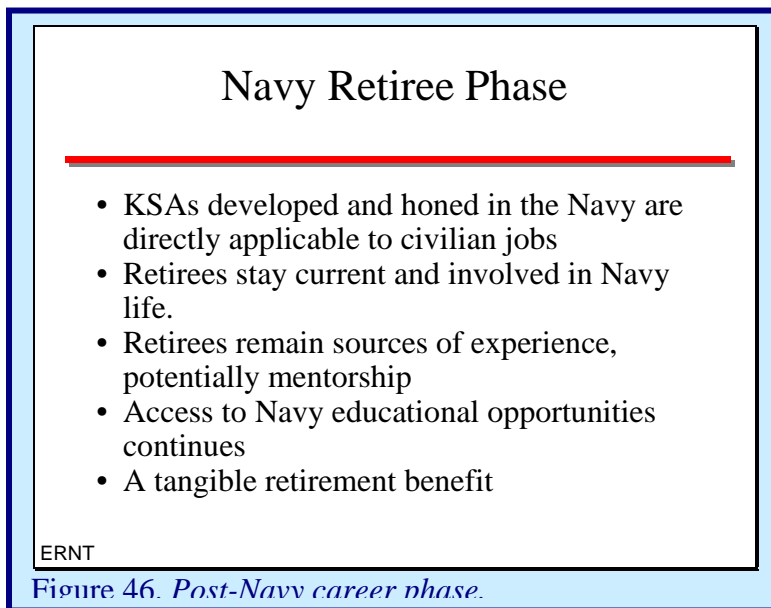 Navy Retiree Phase
• KSAs developed and honed in the Navy are
directly applicable to civilian jobs
• Retirees stay current and involved in Navy
life.
• Retirees remain sources of experience,
potentially mentorship
• Access to Navy educational opportunities
continues
• A tangible retirement benefit
ERNT
Figure 46. Post-Navy career phase.